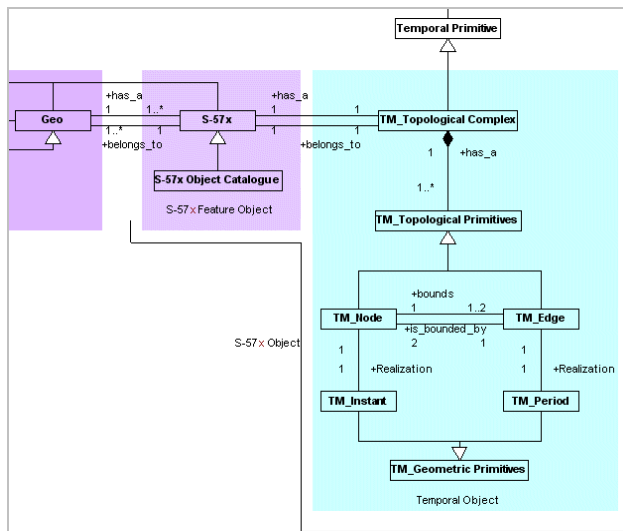 Temporal Primitive
+has_a
+has_a
1
1..*
1
1
Geo
S-57x
TM_Topological Complex
1..*
1
1
1
+belongs_to
+belongs_to
1
+has_a
S-57x Object Catalogue
1..*
S-57x Feature Object
TM_Topological Primitives
+bounds
1
1..2
TM_Node
TM_Edge
+is_bounded_by
2
1
S-57x Object
1
1
1
+Realization
1
+Realization
TM_Instant
TM_Period
TM_Geometric Primitives
Temporal Object